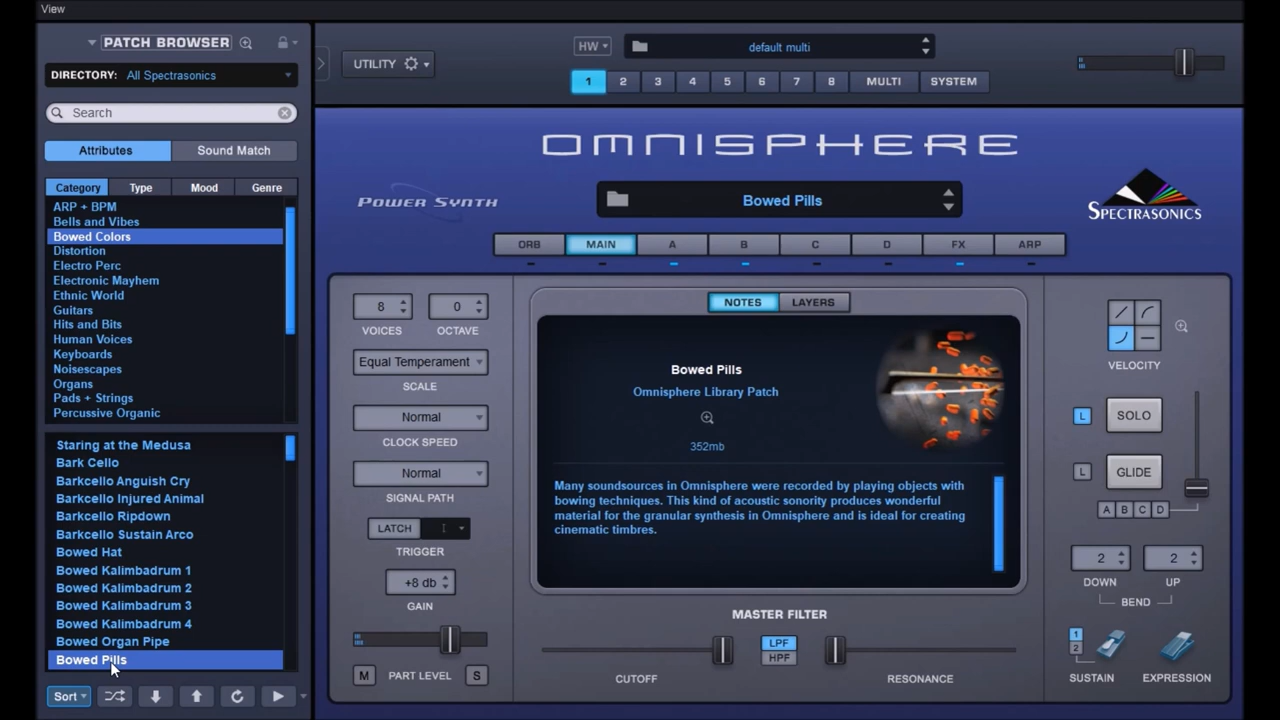 View
PATCH BROWSER
DIRECTORY: All Spectrasonics
Search
Attributes Sound Match
Category Type Mood Genre
ARP + BPM
Bells and Vibes
Bowed Colors
Distortion
Electro Perc
Electronic Mayhem
Ethnic World
Guitars
Hits and Bits
Human Voices
Keyboards
Noisescapes
Organs
Pads + Strings
Percussive Organic
Staring at the Medusa
Bark Cello
Barkcello Anguish Cry
Barkcello Injured Animal
Barkcello Ripdown
Barkcello Sustain Arco
Bowed Hat
Bowed Kalimbadrum 1
Bowed Kalimbadrum 2
Bowed Kalimbadrum 3
Bowed Kalimbadrum 4
Bowed Organ Pipe
Bowed Pills
Sort
UTILITY
HW
default multi
1 2 3 4 5 6 7 8 MULTI SYSTEM
OMNISPHERE
POWER SYNTH
Bowed Pills
SPECTRASONICS
ORB MAIN A B C D FX ARP
8 0
VOICES OCTAVE
Equal Temperament
SCALE
Normal
CLOCK SPEED
Normal
SIGNAL PATH
LATCH
TRIGGER
+8 db
GAIN
M PART LEVEL S
NOTES LAYERS
Bowed Pills
Omnisphere Library Patch
352mb
Many soundsources in Omnisphere were recorded by playing objects with
bowing techniques. This kind of acoustic sonority produces wonderful
material for the granular synthesis in Omnisphere and is ideal for creating
cinematic timbres.
MASTER FILTER
LPF
HPF
CUTOFF RESONANCE
VELOCITY
L SOLO
L GLIDE
A B C D
2 2
DOWN UP
BEND
1
2
SUSTAIN EXPRESSION